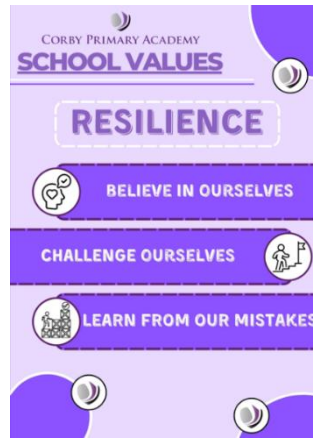 CORBY PRIMARY ACADEMY
SCHOOL VALUES
RESILIENCE
BELIEVE IN OURSELVES
CHALLENGE OURSELVES
LEARN FROM OUR MISTAKES